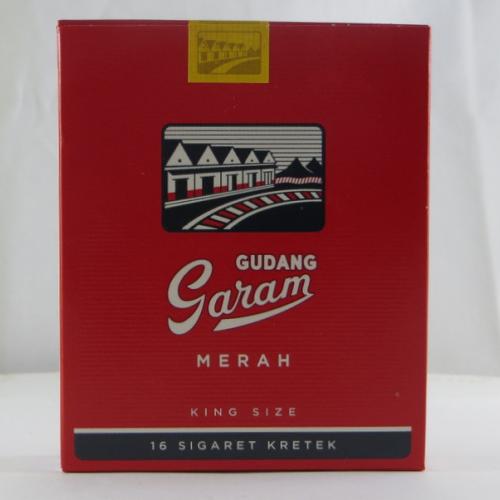 GUDANG
Garam
MERAH
KING SIZE
16 SIGARET KRETEK